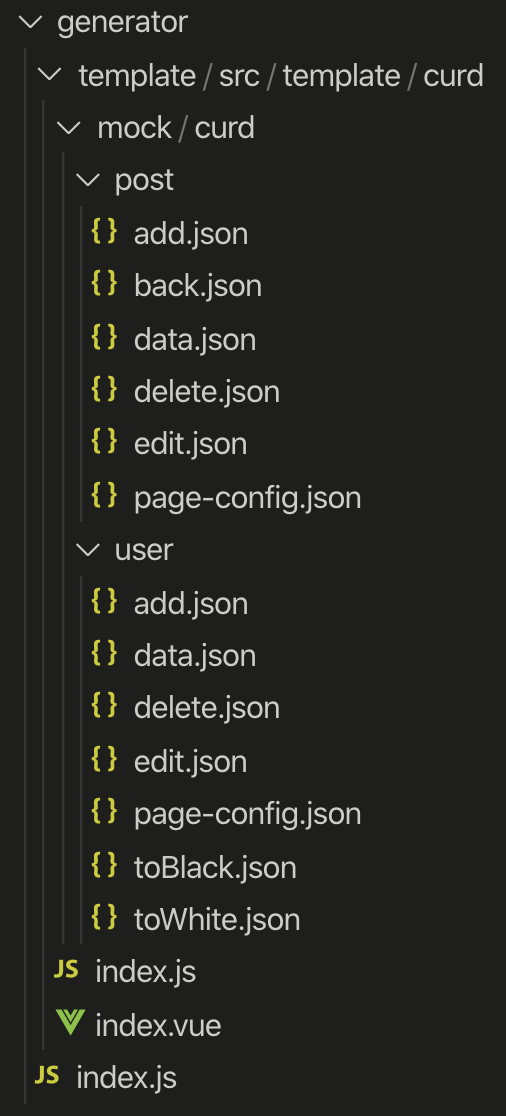 generator
template / src / template / curd
mock / curd
post
{} add.json
{} back.json
{} data.json
{} delete.json
{} edit.json
{} page-config.json
user
{} add.json
{} data.json
{} delete.json
{} edit.json
{} page-config.json
{} toBlack.json
{} toWhite.json
JS index.js
index.vue
JS index.js